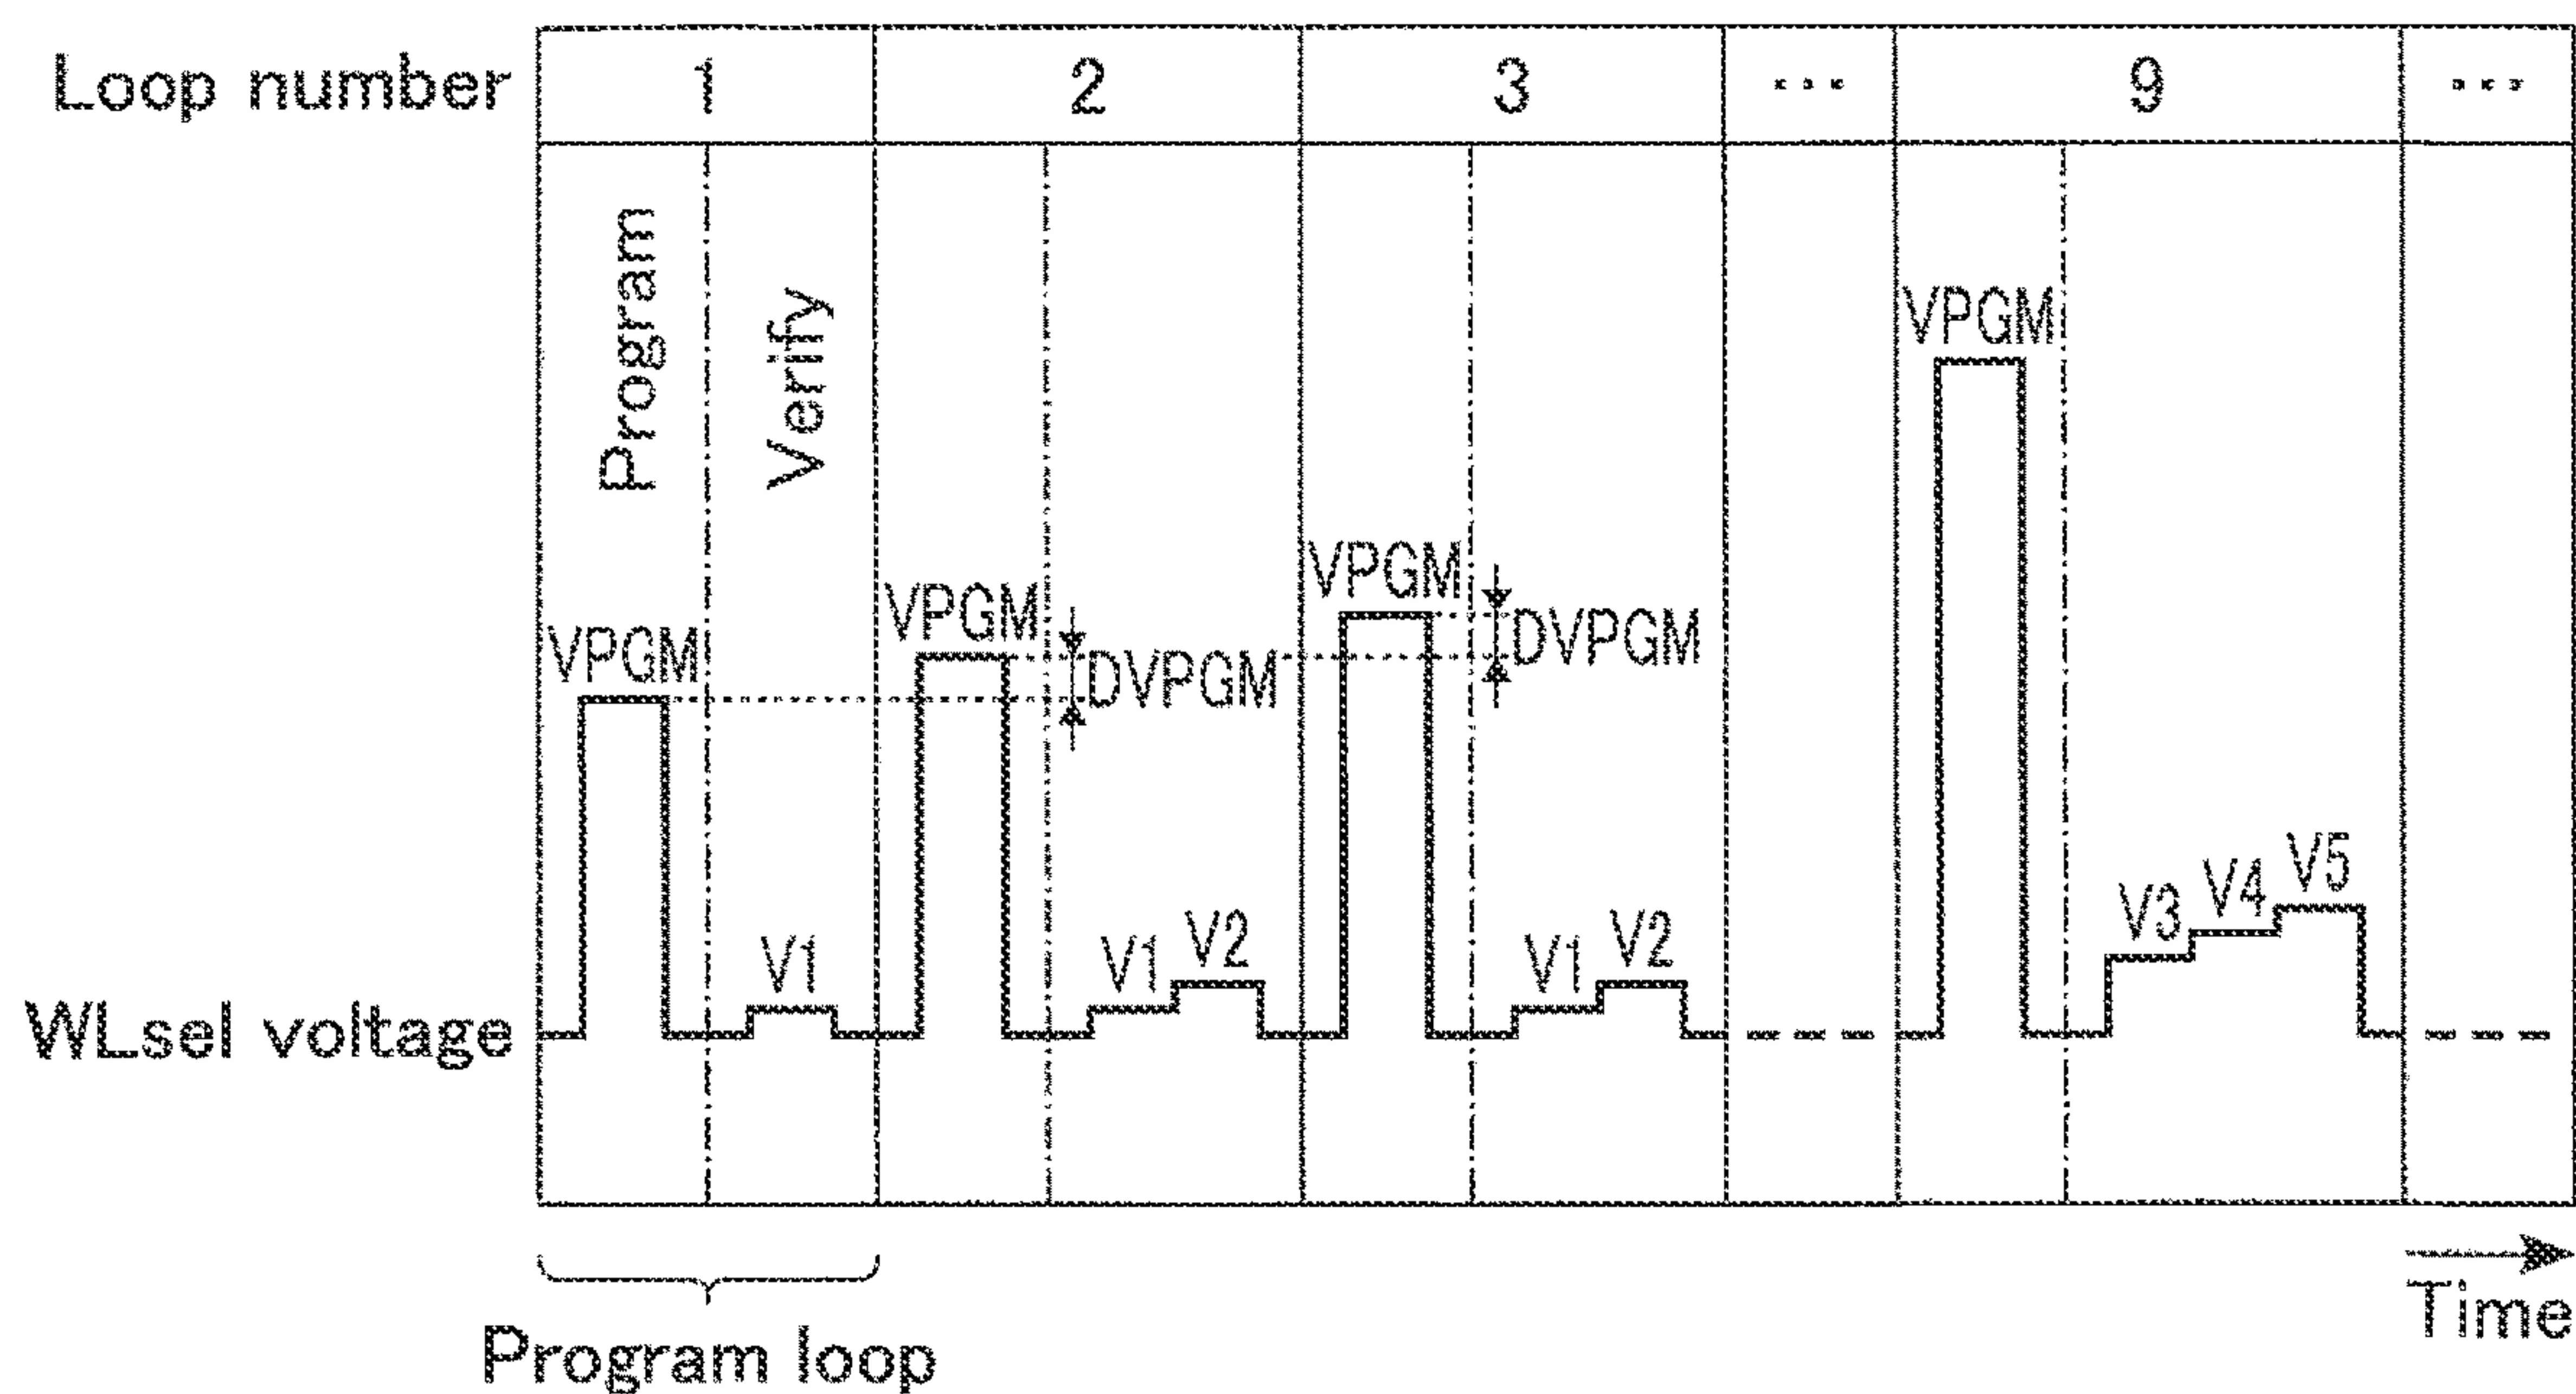 Loop number 1 2 3 ... 9 ...
Program
Verify
VPGM
VPGM
DVPGM
VPGM
DVPGM
VPGM
V1
V1
V2
V1
V2
V3
V4
V5
WLsel voltage
Program loop
Time